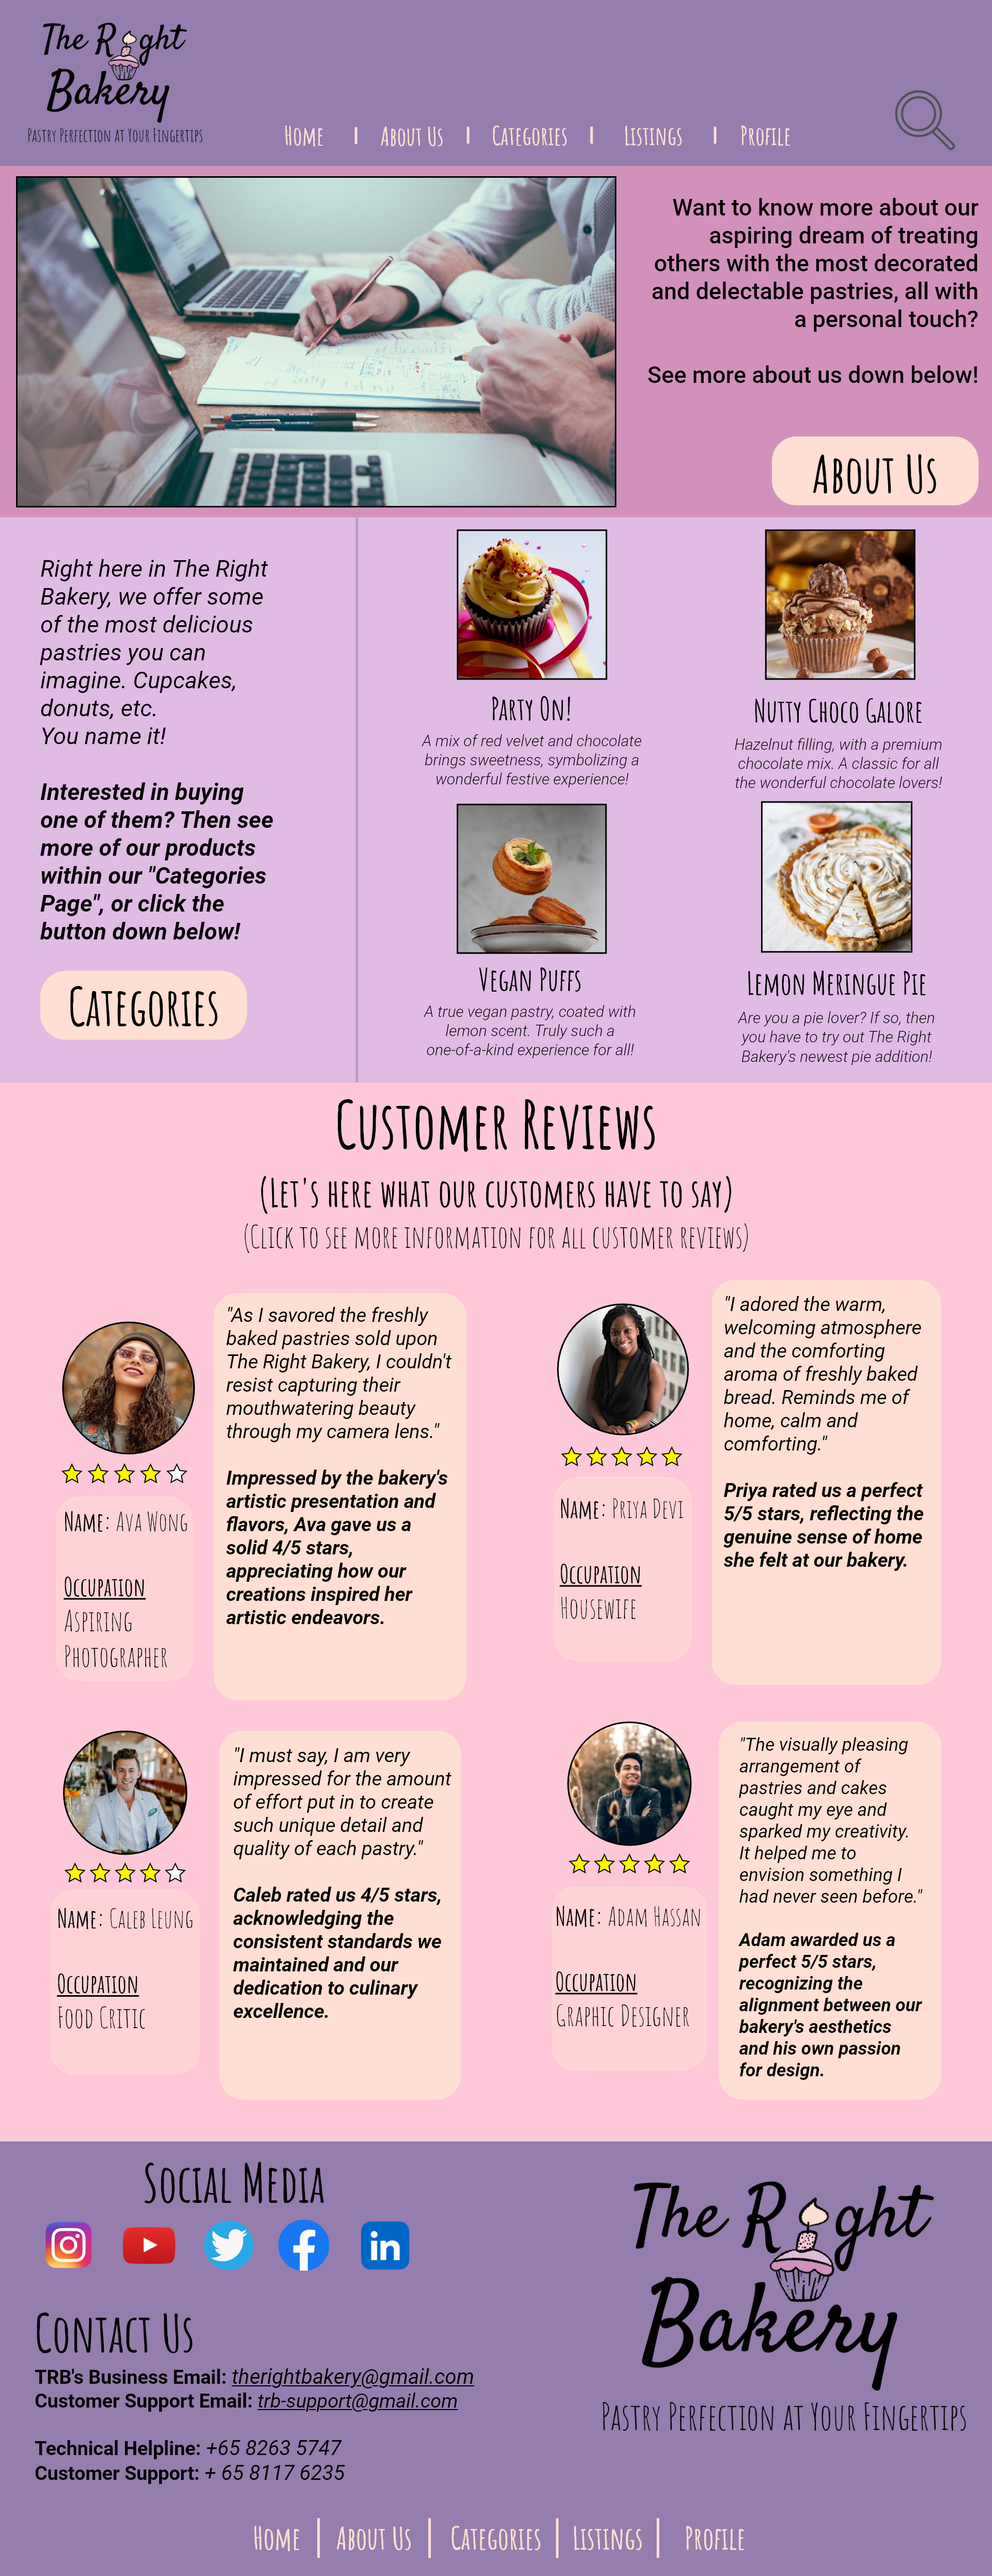 The Right
Bakery
Pastry Perfection at Your Fingertips
Home | About Us | Categories | Listings | Profile
Want to know more about our
aspiring dream of treating
others with the most decorated
and delectable pastries, all with
a personal touch?
See more about us down below!
About Us
Right here in The Right
Bakery, we offer some
of the most delicious
pastries you can
imagine. Cupcakes,
donuts, etc.
You name it!
Interested in buying
one of them? Then see
more of our products
within our "Categories
Page", or click the
button down below!
Categories
Party On!
A mix of red velvet and chocolate
brings sweetness, symbolizing a
wonderful festive experience!
Nutty Choco Galore
Hazelnut filling, with a premium
chocolate mix. A classic for all
the wonderful chocolate lovers!
Vegan Puffs
A true vegan pastry, coated with
lemon scent. Truly such a
one-of-a-kind experience for all!
Lemon Meringue Pie
Are you a pie lover? If so, then
you have to try out The Right
Bakery's newest pie addition!
Customer Reviews
(Let's here what our customers have to say)
(Click to see more information for all customer reviews)
Name: Ava Wong
Occupation
Aspiring
Photographer
"As I savored the freshly
baked pastries sold upon
The Right Bakery, I couldn't
resist capturing their
mouthwatering beauty
through my camera lens."
Impressed by the bakery's
artistic presentation and
flavors, Ava gave us a
solid 4/5 stars,
appreciating how our
creations inspired her
artistic endeavors.
Name: Priya Devi
Occupation
Housewife
"I adored the warm,
welcoming atmosphere
and the comforting
aroma of freshly baked
bread. Reminds me of
home, calm and
comforting."
Priya rated us a perfect
5/5 stars, reflecting the
genuine sense of home
she felt at our bakery.
Name: Caleb Leung
Occupation
Food Critic
"I must say, I am very
impressed for the amount
of effort put in to create
such unique detail and
quality of each pastry."
Caleb rated us 4/5 stars,
acknowledging the
consistent standards we
maintained and our
dedication to culinary
excellence.
Name: Adam Hassan
Occupation
Graphic Designer
"The visually pleasing
arrangement of
pastries and cakes
caught my eye and
sparked my creativity.
It helped me to
envision something I
had never seen before."
Adam awarded us a
perfect 5/5 stars,
recognizing the
alignment between our
bakery's aesthetics
and his own passion
for design.
Social Media
in
Contact Us
TRB's Business Email: therightbakery@gmail.com
Customer Support Email: trb-support@gmail.com
Technical Helpline: +65 8263 5747
Customer Support: + 65 8117 6235
The Right
Bakery
Pastry Perfection at Your Fingertips
Home | About Us | Categories | Listings | Profile